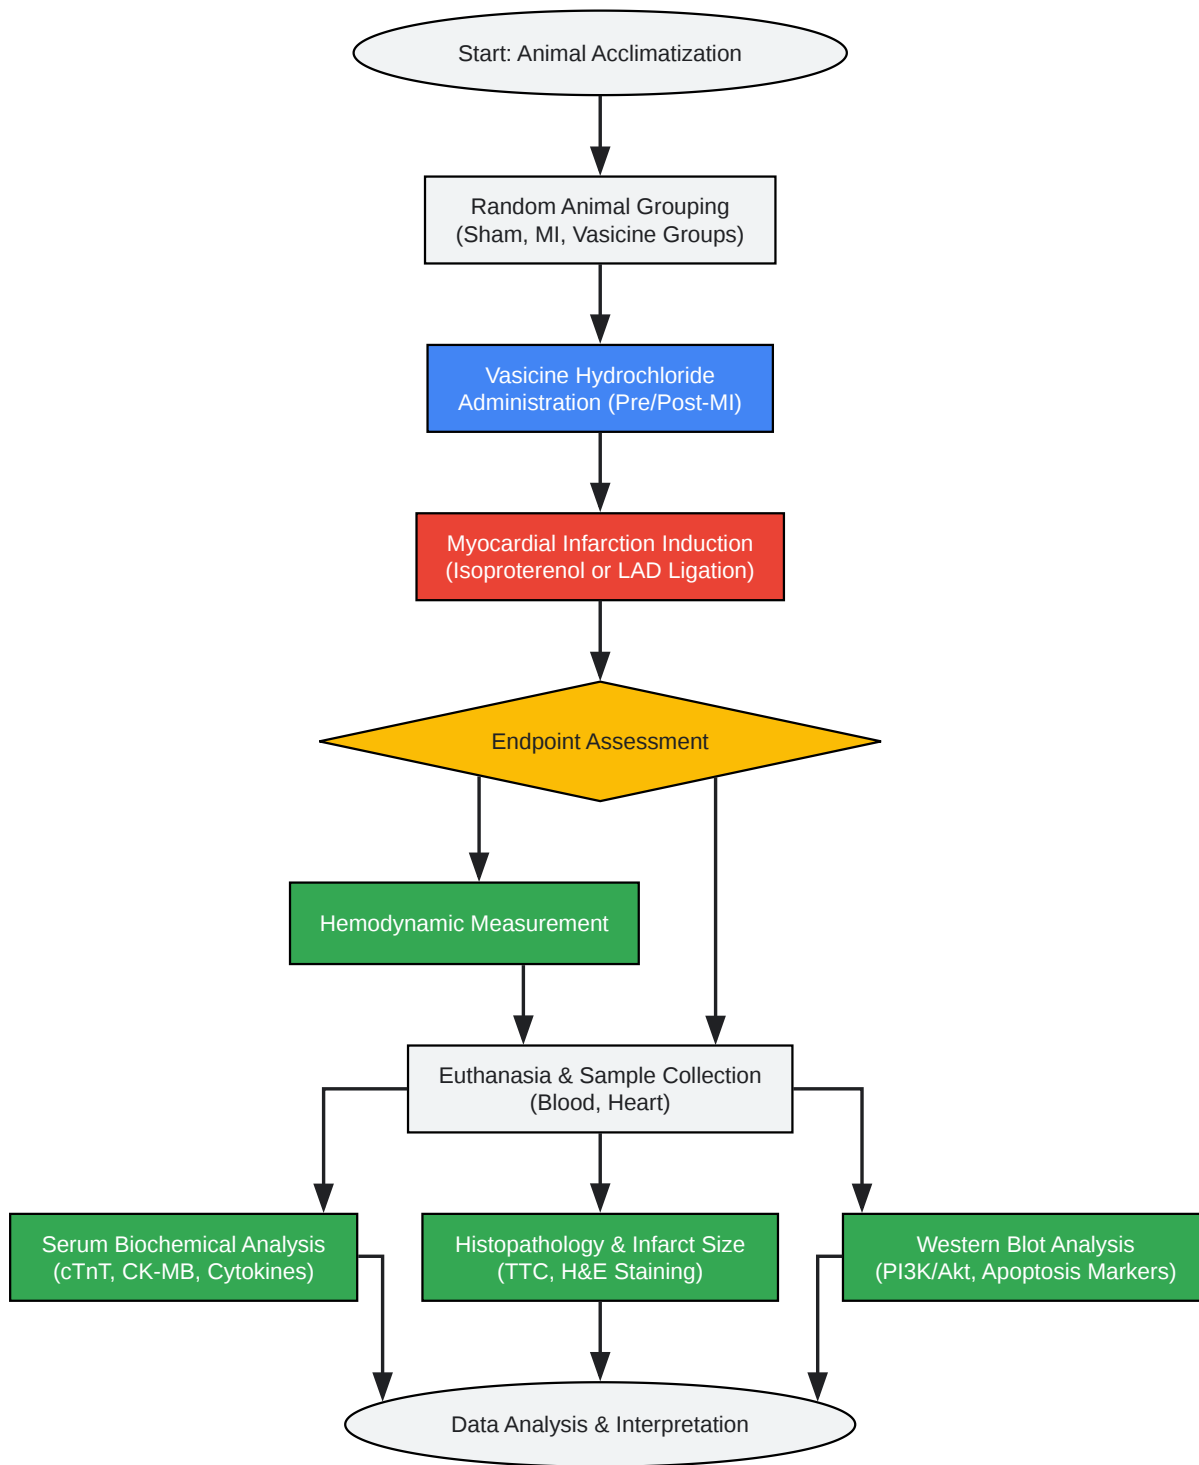 Start: Animal Acclimatization
Random Animal Grouping
(Sham, MI, Vasicine Groups)
Vasicine Hydrochloride
Administration (Pre/Post-MI)
Myocardial Infarction Induction
(Isoproterenol or LAD Ligation)
Endpoint Assessment
Hemodynamic Measurement
Euthanasia & Sample Collection
(Blood, Heart)
Serum Biochemical Analysis
(cTnT, CK-MB, Cytokines)
Histopathology & Infarct Size
(TTC, H&E Staining)
Western Blot Analysis
(PI3K/Akt, Apoptosis Markers)
Data Analysis & Interpretation